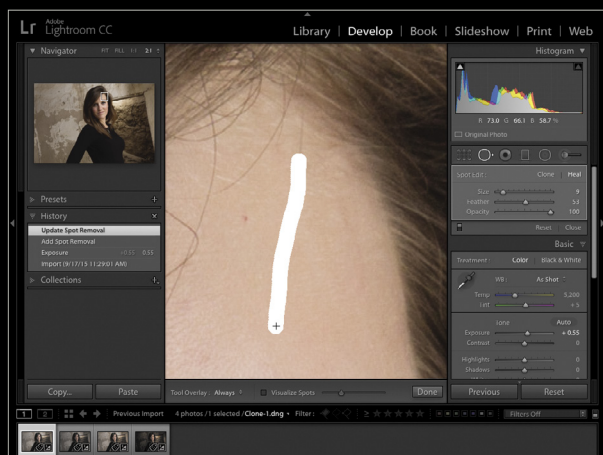 Lr Adobe Lightroom CC
Library | Develop | Book | Slideshow | Print | Web
Navigator FIT FILL 1:1 2:1
Histogram
R 73.0 G 66.1 B 58.7 %
Original Photo
Spot Edit : Clone Heal
Size 9
Feather 53
Opacity 100
Reset Close
Presets
History
Update Spot Removal
Add Spot Removal
Exposure +0.55 0.55
Import (9/17/15 11:29:01 AM)
Collections
Basic
Treatment : Color Black & White
WB : As Shot
Temp 5,200
Tint + 5
Tone Auto
Exposure + 0.55
Contrast 0
Highlights 0
Shadows 0
Copy... Paste
Tool Overlay : Always Visualize Spots Done
Previous Reset
1 2 Previous Import 4 photos / 1 selected / Clone-1.dng Filter : Filters Off